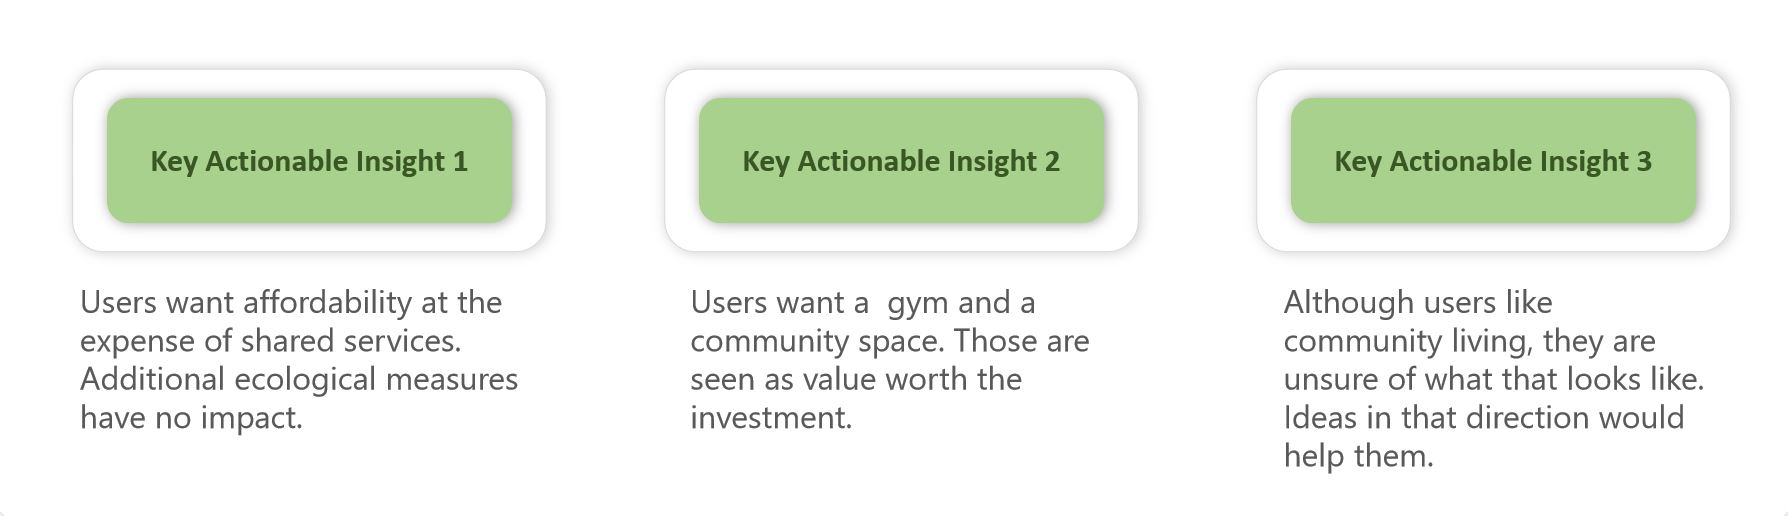 Key Actionable Insight 1
Users want affordability at the
expense of shared services.
Additional ecological measures
have no impact.
Key Actionable Insight 2
Users want a  gym and a
community space. Those are
seen as value worth the
investment.
Key Actionable Insight 3
Although users like
community living, they are
unsure of what that looks like.
Ideas in that direction would
help them.